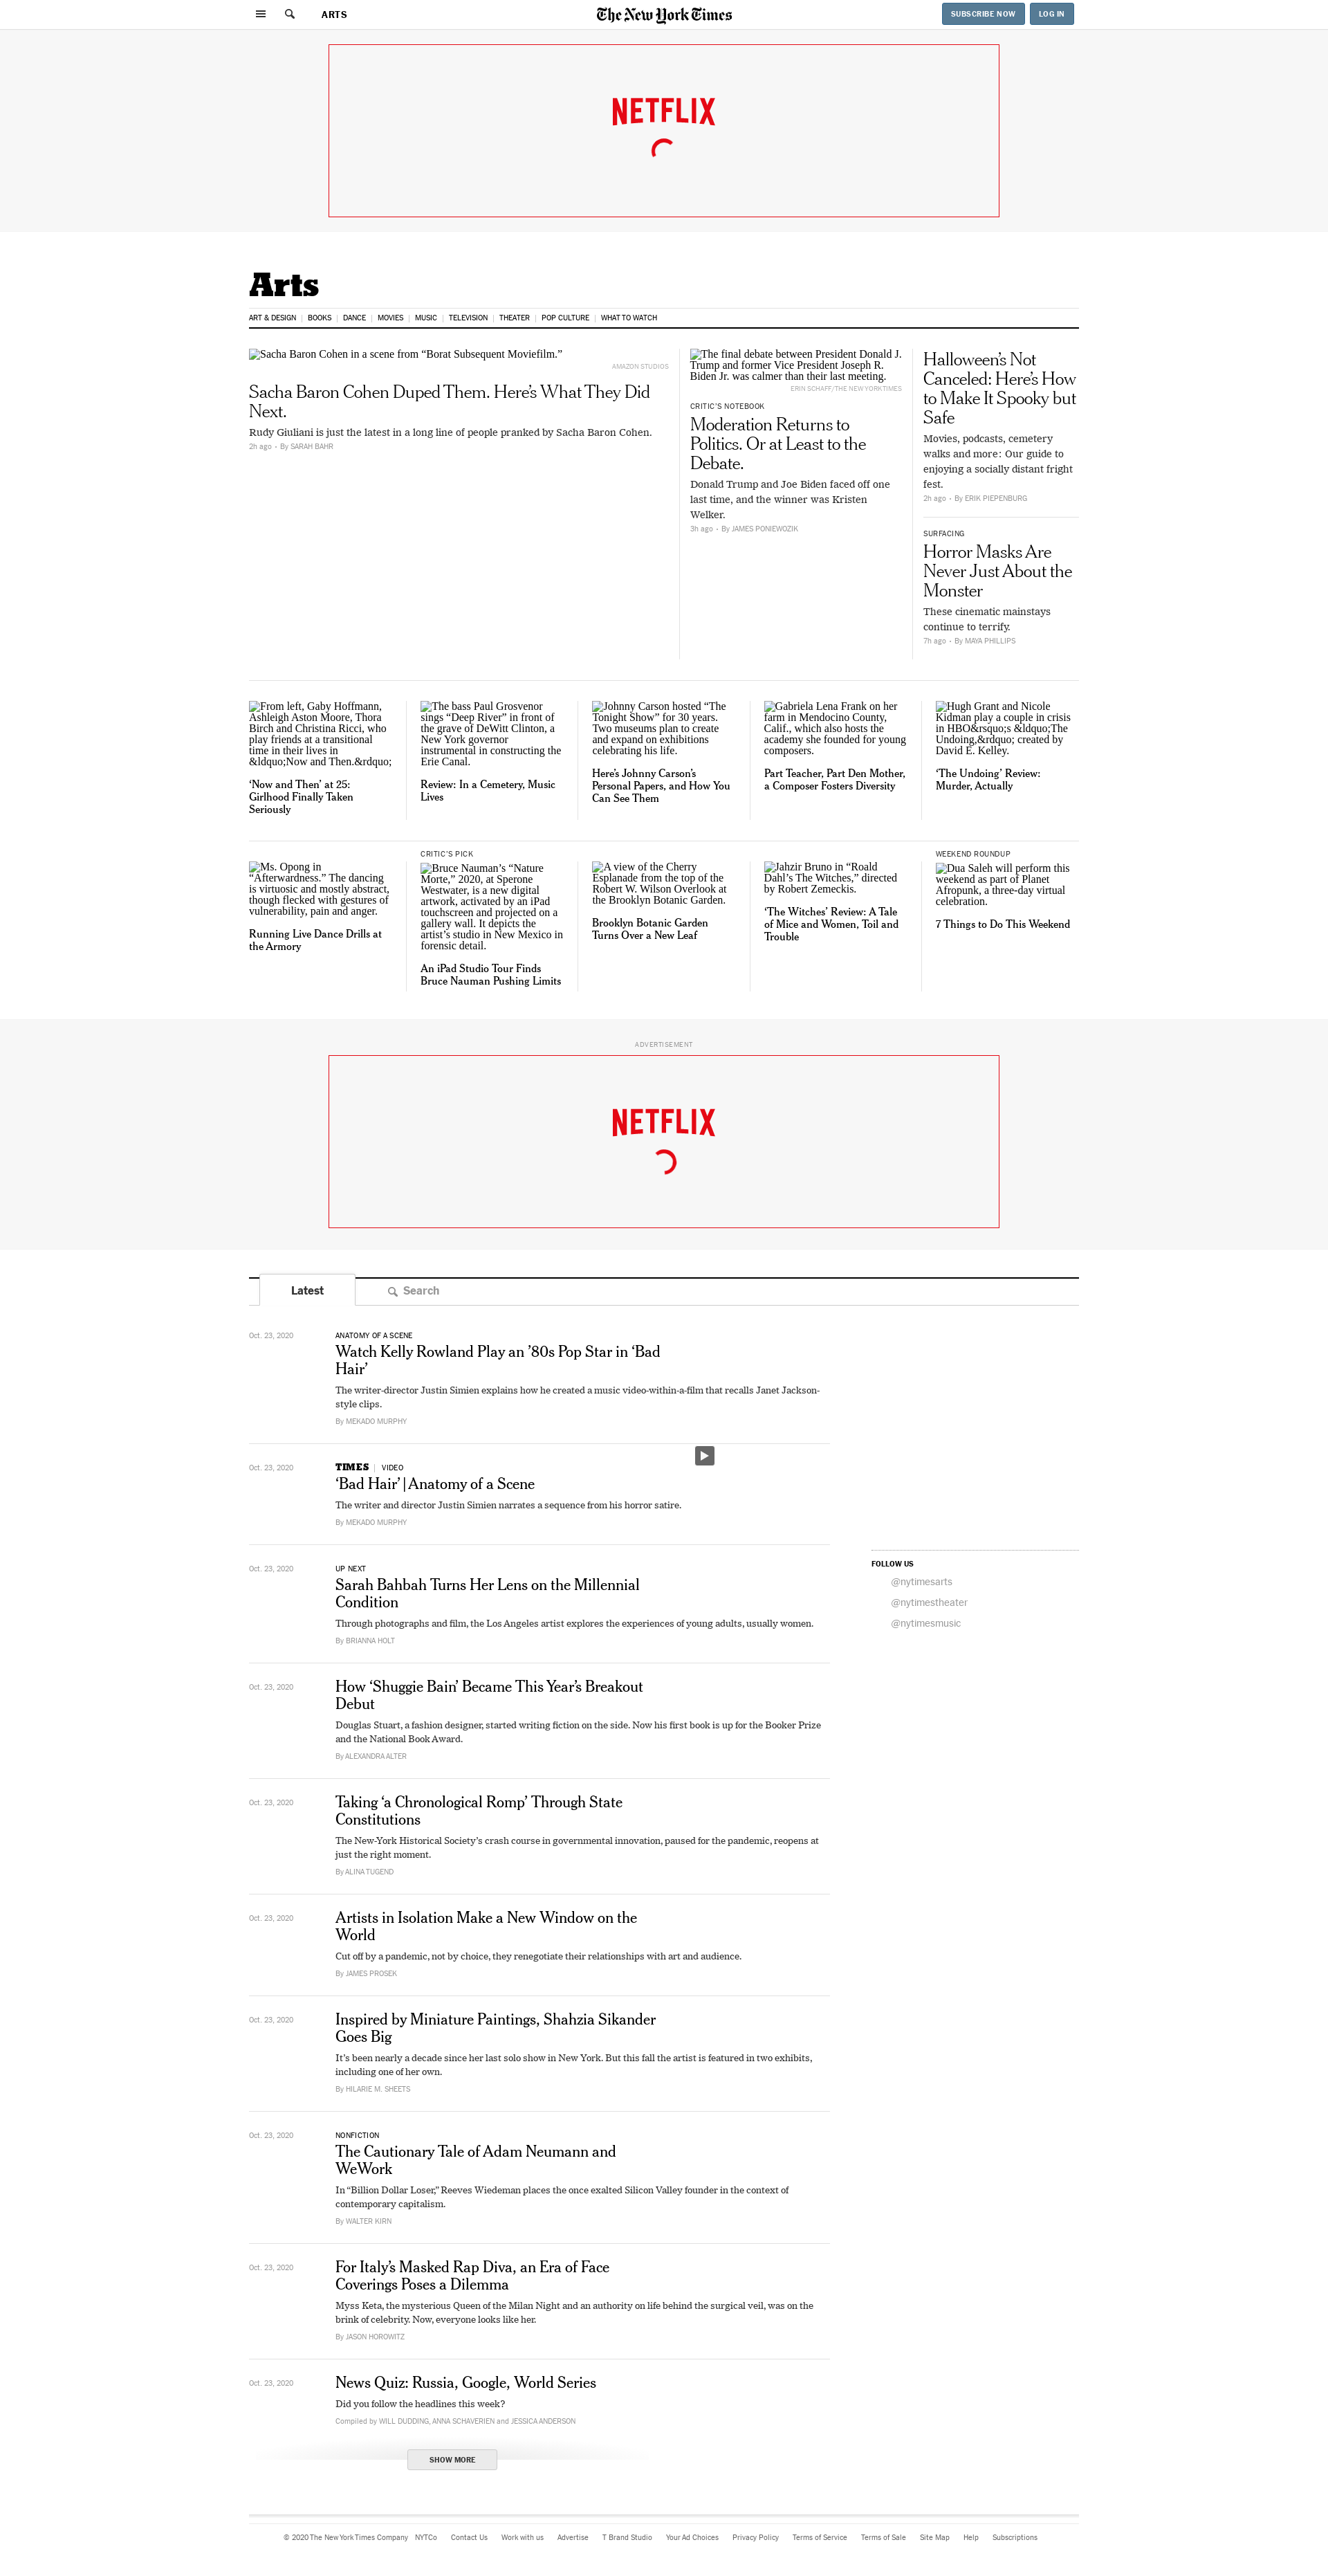 ARTS
The New York Times
SUBSCRIBE NOW
LOG IN
NETFLIX
Arts
ART & DESIGN | BOOKS | DANCE | MOVIES | MUSIC | TELEVISION | THEATER | POP CULTURE | WHAT TO WATCH
Sacha Baron Cohen in a scene from “Borat Subsequent Moviefilm.”
AMAZON STUDIOS
Sacha Baron Cohen Duped Them. Here’s What They Did
Next.
Rudy Giuliani is just the latest in a long line of people pranked by Sacha Baron Cohen.
2h ago • By SARAH BAHR
The final debate between President Donald J.
Trump and former Vice President Joseph R.
Biden Jr. was calmer than their last meeting.
ERIN SCHAFF/THE NEW YORK TIMES
CRITIC’S NOTEBOOK
Moderation Returns to
Politics. Or at Least to the
Debate.
Donald Trump and Joe Biden faced off one
last time, and the winner was Kristen
Welker.
3h ago • By JAMES PONIEWOZIK
Halloween’s Not
Canceled: Here’s How
to Make It Spooky but
Safe
Movies, podcasts, cemetery
walks and more: Our guide to
enjoying a socially distant fright
fest.
2h ago • By ERIK PIEPENBURG
SURFACING
Horror Masks Are
Never Just About the
Monster
These cinematic mainstays
continue to terrify.
7h ago • By MAYA PHILLIPS
From left, Gaby Hoffmann,
Ashleigh Aston Moore, Thora
Birch and Christina Ricci, who
play friends at a transitional
time in their lives in
&ldquo;Now and Then.&rdquo;
‘Now and Then’ at 25:
Girlhood Finally Taken
Seriously
The bass Paul Grosvenor
sings “Deep River” in front of
the grave of DeWitt Clinton, a
New York governor
instrumental in constructing the
Erie Canal.
Review: In a Cemetery, Music
Lives
Johnny Carson hosted “The
Tonight Show” for 30 years.
Two museums plan to create
and expand on exhibitions
celebrating his life.
Here’s Johnny Carson’s
Personal Papers, and How You
Can See Them
Gabriela Lena Frank on her
farm in Mendocino County,
Calif., which also hosts the
academy she founded for young
composers.
Part Teacher, Part Den Mother,
a Composer Fosters Diversity
Hugh Grant and Nicole
Kidman play a couple in crisis
in HBO&rsquo;s &ldquo;The
Undoing,&rdquo; created by
David E. Kelley.
‘The Undoing’ Review:
Murder, Actually
Ms. Opong in
“Afterwardness.” The dancing
is virtuosic and mostly abstract,
though flecked with gestures of
vulnerability, pain and anger.
Running Live Dance Drills at
the Armory
CRITIC’S PICK
Bruce Nauman’s “Nature
Morte,” 2020, at Sperone
Westwater, is a new digital
artwork, activated by an iPad
touchscreen and projected on a
gallery wall. It depicts the
artist’s studio in New Mexico in
forensic detail.
An iPad Studio Tour Finds
Bruce Nauman Pushing Limits
A view of the Cherry
Esplanade from the top of the
Robert W. Wilson Overlook at
the Brooklyn Botanic Garden.
Brooklyn Botanic Garden
Turns Over a New Leaf
Jahzir Bruno in “Roald
Dahl’s The Witches,” directed
by Robert Zemeckis.
‘The Witches’ Review: A Tale
of Mice and Women, Toil and
Trouble
WEEKEND ROUNDUP
Dua Saleh will perform this
weekend as part of Planet
Afropunk, a three-day virtual
celebration.
7 Things to Do This Weekend
ADVERTISEMENT
NETFLIX
Latest
Search
Oct. 23, 2020
ANATOMY OF A SCENE
Watch Kelly Rowland Play an ’80s Pop Star in ‘Bad
Hair’
The writer-director Justin Simien explains how he created a music video-within-a-film that recalls Janet Jackson-
style clips.
By MEKADO MURPHY
Oct. 23, 2020
TIMES | VIDEO
‘Bad Hair’ | Anatomy of a Scene
The writer and director Justin Simien narrates a sequence from his horror satire.
By MEKADO MURPHY
Oct. 23, 2020
UP NEXT
Sarah Bahbah Turns Her Lens on the Millennial
Condition
Through photographs and film, the Los Angeles artist explores the experiences of young adults, usually women.
By BRIANNA HOLT
FOLLOW US
@nytimesarts
@nytimestheater
@nytimesmusic
Oct. 23, 2020
How ‘Shuggie Bain’ Became This Year’s Breakout
Debut
Douglas Stuart, a fashion designer, started writing fiction on the side. Now his first book is up for the Booker Prize
and the National Book Award.
By ALEXANDRA ALTER
Oct. 23, 2020
Taking ‘a Chronological Romp’ Through State
Constitutions
The New-York Historical Society’s crash course in governmental innovation, paused for the pandemic, reopens at
just the right moment.
By ALINA TUGEND
Oct. 23, 2020
Artists in Isolation Make a New Window on the
World
Cut off by a pandemic, not by choice, they renegotiate their relationships with art and audience.
By JAMES PROSEK
Oct. 23, 2020
Inspired by Miniature Paintings, Shahzia Sikander
Goes Big
It’s been nearly a decade since her last solo show in New York. But this fall the artist is featured in two exhibits,
including one of her own.
By HILARIE M. SHEETS
Oct. 23, 2020
NONFICTION
The Cautionary Tale of Adam Neumann and
WeWork
In “Billion Dollar Loser,” Reeves Wiedeman places the once exalted Silicon Valley founder in the context of
contemporary capitalism.
By WALTER KIRN
Oct. 23, 2020
For Italy’s Masked Rap Diva, an Era of Face
Coverings Poses a Dilemma
Myss Keta, the mysterious Queen of the Milan Night and an authority on life behind the surgical veil, was on the
brink of celebrity. Now, everyone looks like her.
By JASON HOROWITZ
Oct. 23, 2020
News Quiz: Russia, Google, World Series
Did you follow the headlines this week?
Compiled by WILL DUDDING, ANNA SCHAVERIEN and JESSICA ANDERSON
SHOW MORE
© 2020 The New York Times Company NYTCo Contact Us Work with us Advertise T Brand Studio Your Ad Choices Privacy Policy Terms of Service Terms of Sale Site Map Help Subscriptions